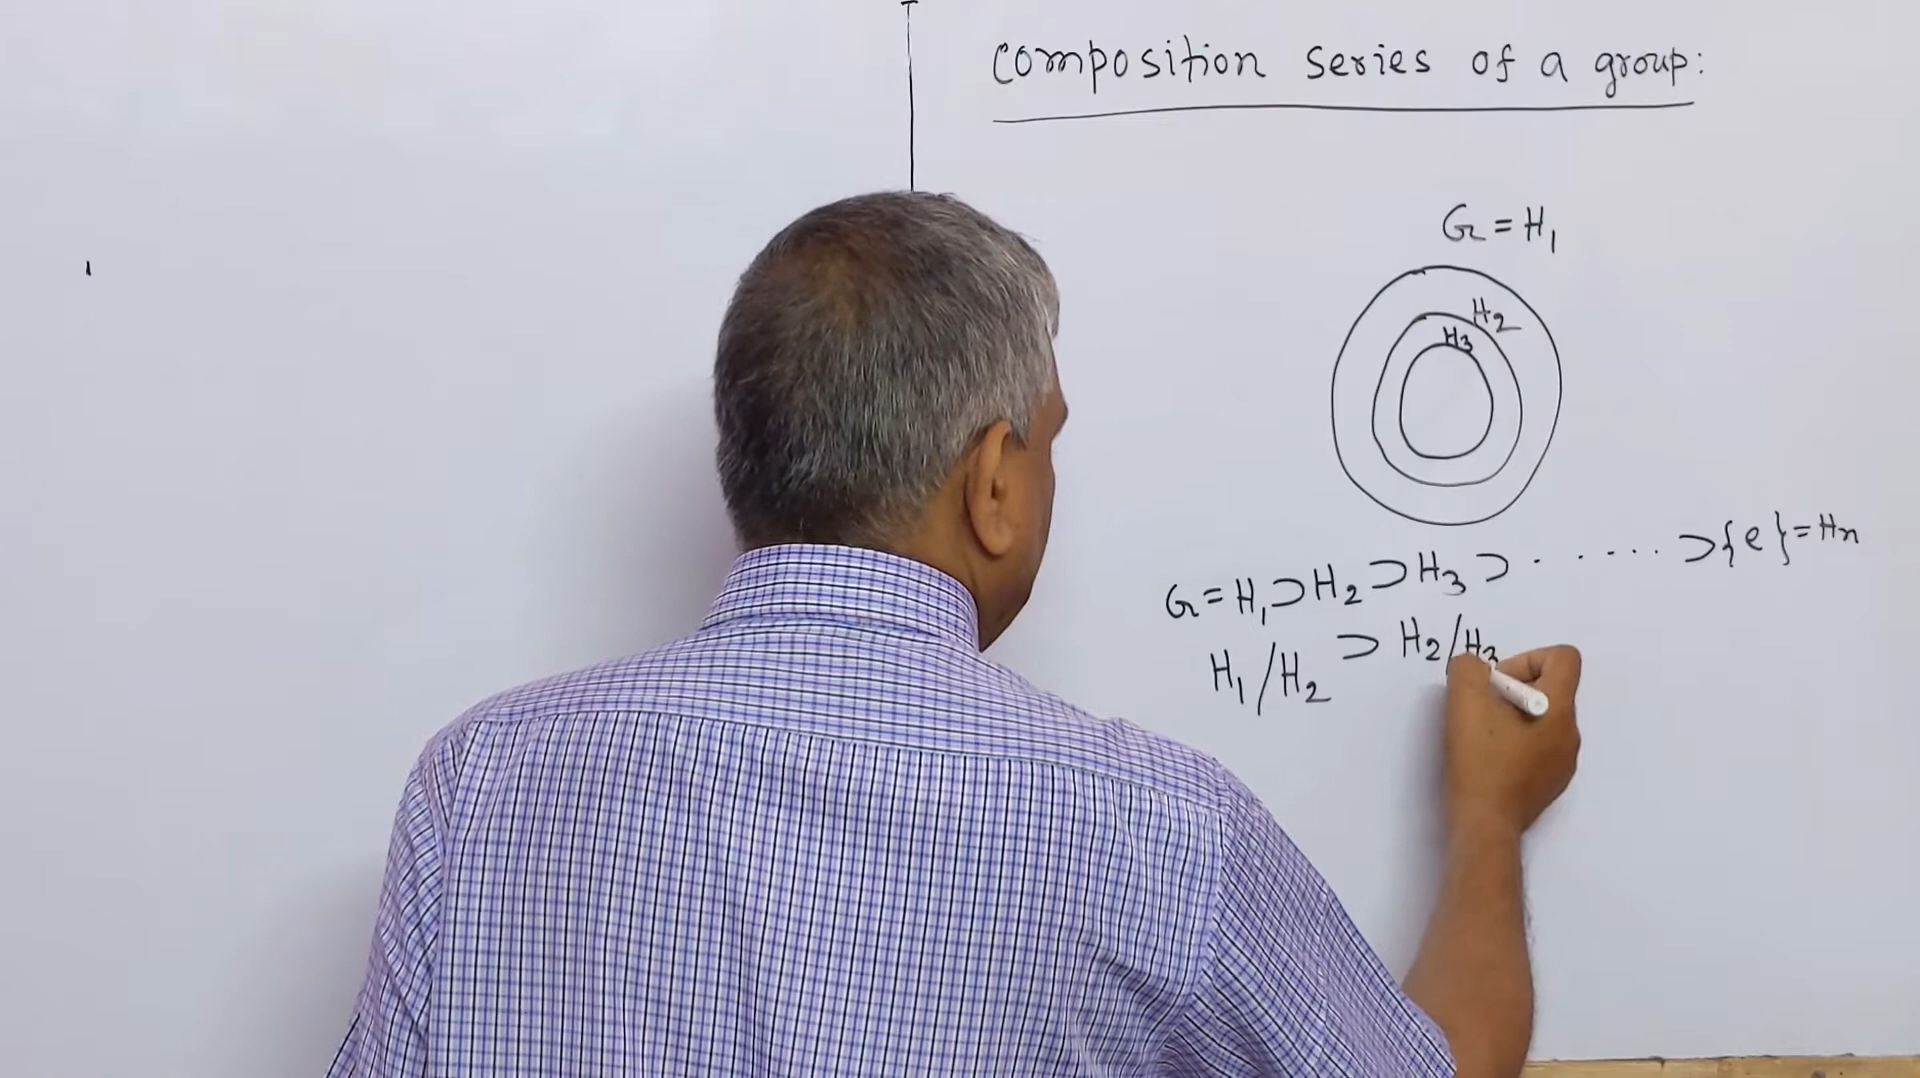 composition series of a group:
G = H₁
H₂
H₃
G = H₁ ⊃ H₂ ⊃ H₃ ⊃ . . . . . ⊃ {e} = Hn
H₁/H₂ ⊃ H₂/H₃